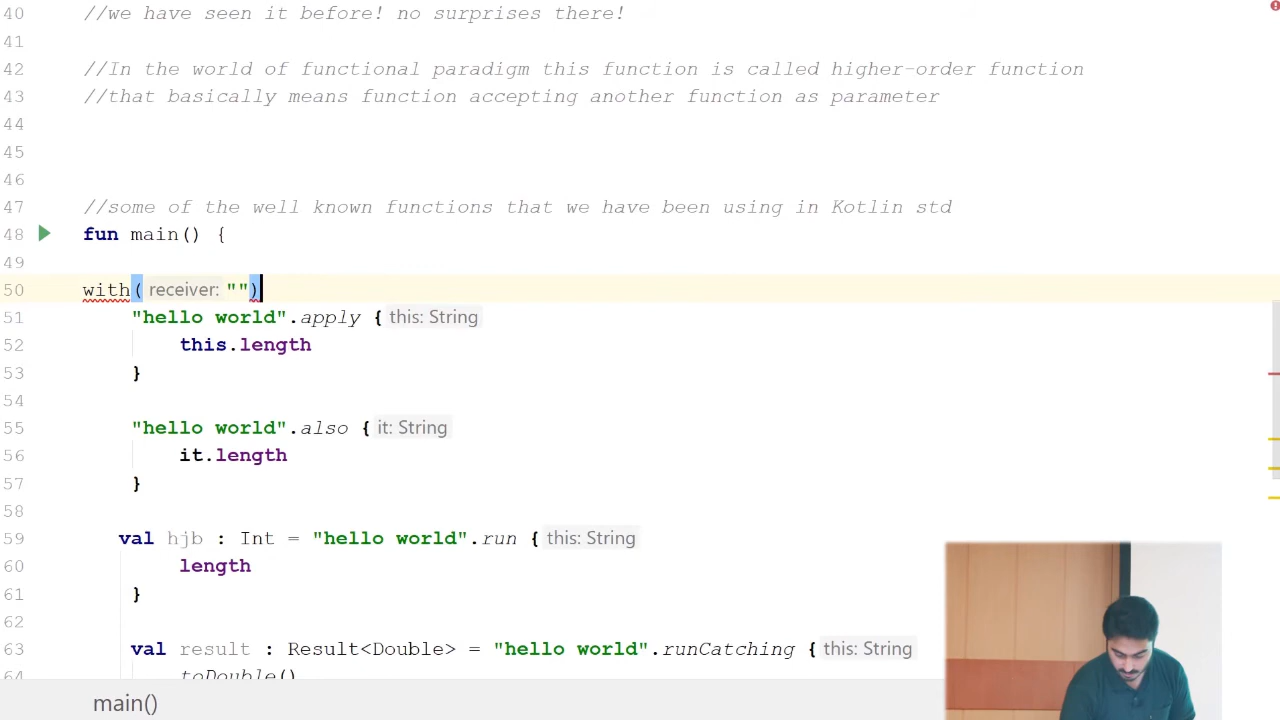 40 //we have seen it before! no surprises there!
41
42 //In the world of functional paradigm this function is called higher-order function
43 //that basically means function accepting another function as parameter
44
45
46
47 //some of the well known functions that we have been using in Kotlin std
48 fun main() {
49
50 with( receiver: "")
51 "hello world".apply { this: String
52 this.length
53 }
54
55 "hello world".also { it: String
56 it.length
57 }
58
59 val hjb : Int = "hello world".run { this: String
60 length
61 }
62
63 val result : Result<Double> = "hello world".runCatching { this: String
64 toDouble()
main()